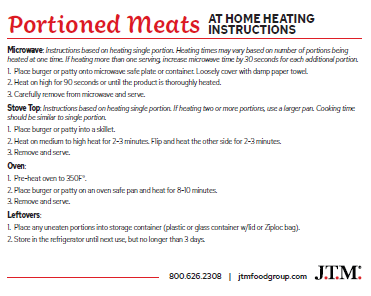 Portioned Meats AT HOME HEATING
INSTRUCTIONS
Microwave: Instructions based on heating single portion. Heating times may vary based on number of portions being
heated at one time. If heating more than one serving, increase microwave time by 30 seconds for each additional portion.
1. Place burger or patty onto microwave safe plate or container. Loosely cover with damp paper towel.
2. Heat on high for 90 seconds or until the product is thoroughly heated.
3. Carefully remove from microwave and serve.
Stove Top: Instructions based on heating single portion. If heating two or more portions, use a larger pan. Cooking time
should be similar to single portion.
1. Place burger or patty into a skillet.
2. Heat on medium to high heat for 2-3 minutes. Flip and heat the other side for 2-3 minutes.
3. Remove and serve.
Oven:
1. Pre-heat oven to 350F°.
2. Place burger or patty on an oven safe pan and heat for 8-10 minutes.
3. Remove and serve.
Leftovers:
1. Place any uneaten portions into storage container (plastic or glass container w/lid or Ziploc bag).
2. Store in the refrigerator until next use, but no longer than 3 days.
800.626.2308 | jtmfoodgroup.com J.T.M.